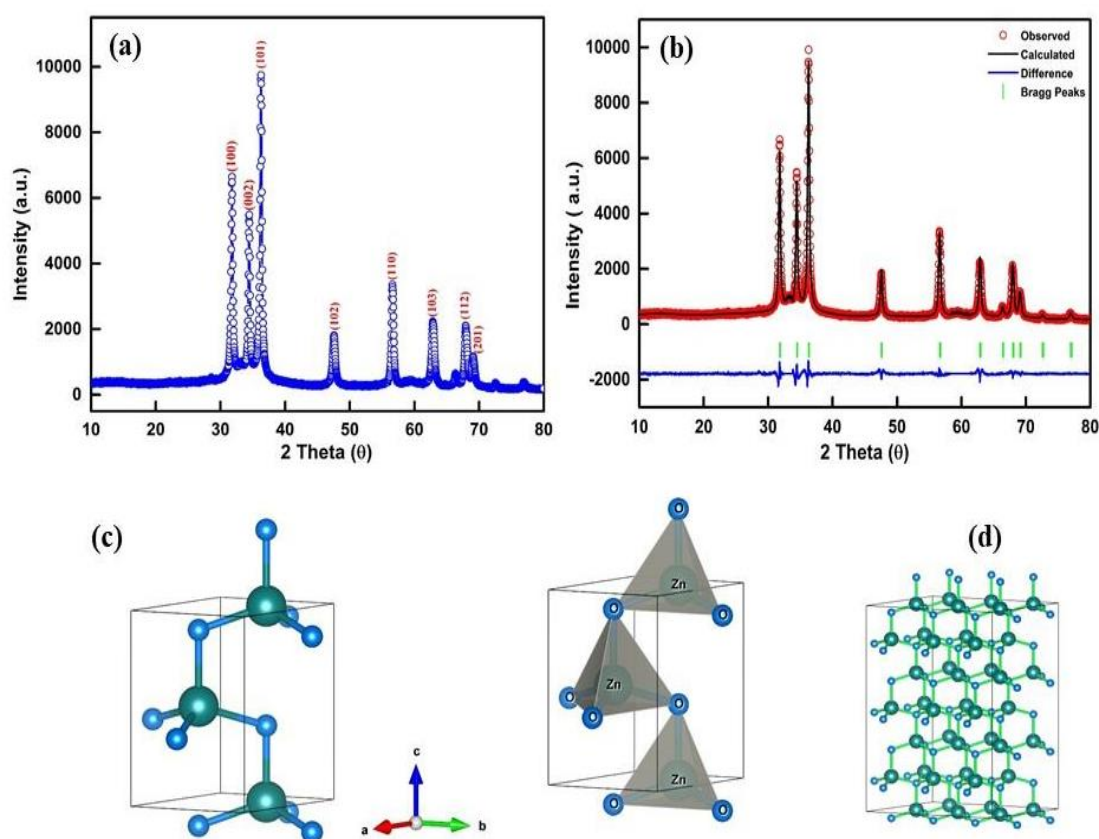 (a)
(101)
(100)
(002)
(110)
(102)
(103)
(112)
(201)
10000
8000
6000
4000
2000
0
Intensity (a.u.)
10 20 30 40 50 60 70 80
2 Theta (θ)
(b)
Observed
Calculated
Difference
Bragg Peaks
10000
8000
6000
4000
2000
0
-2000
Intensity ( a.u.)
10 20 30 40 50 60 70 80
2 Theta (θ)
(c)
c
a
b
O
Zn
O
O
O
Zn
O
O
O
Zn
O
O
(d)